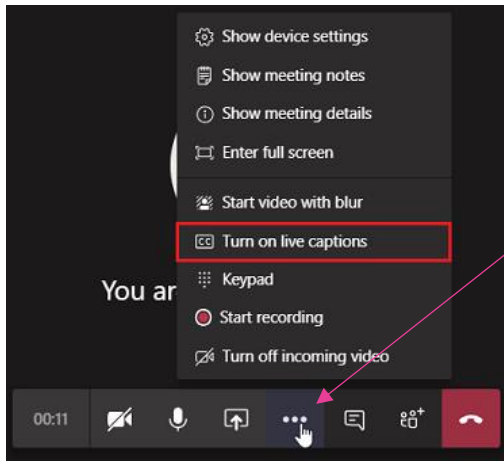 Show device settings
Show meeting notes
Show meeting details
Enter full screen
Start video with blur
CC Turn on live captions
Keypad
You ar
Start recording
Turn off incoming video
00:11